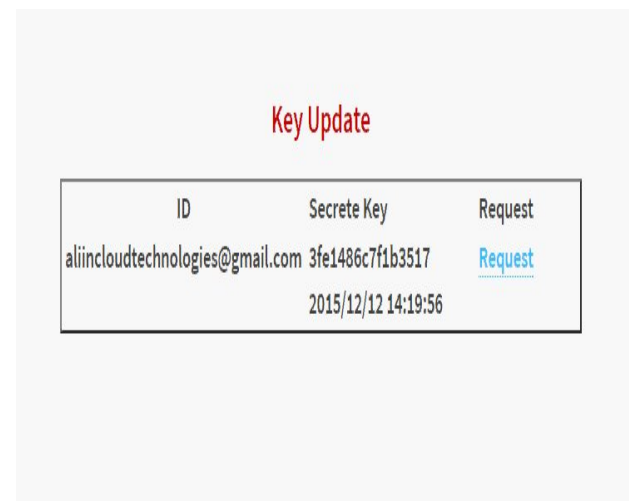 Key Update
ID Secrete Key Request
aliincloudtechnologies@gmail.com 3fe1486c7f1b3517 Request
2015/12/12 14:19:56